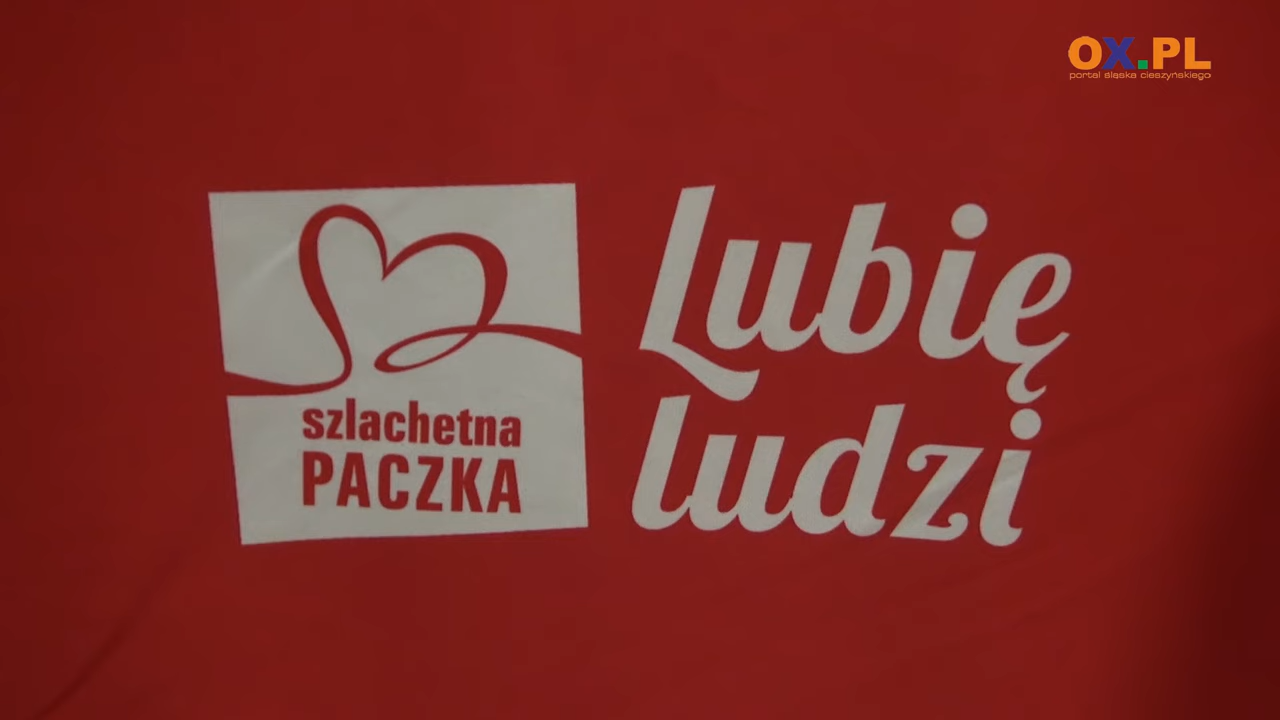 OX.PL
portal śląska cieszyńskiego
szlachetna
PACZKA
Lubię
ludzi